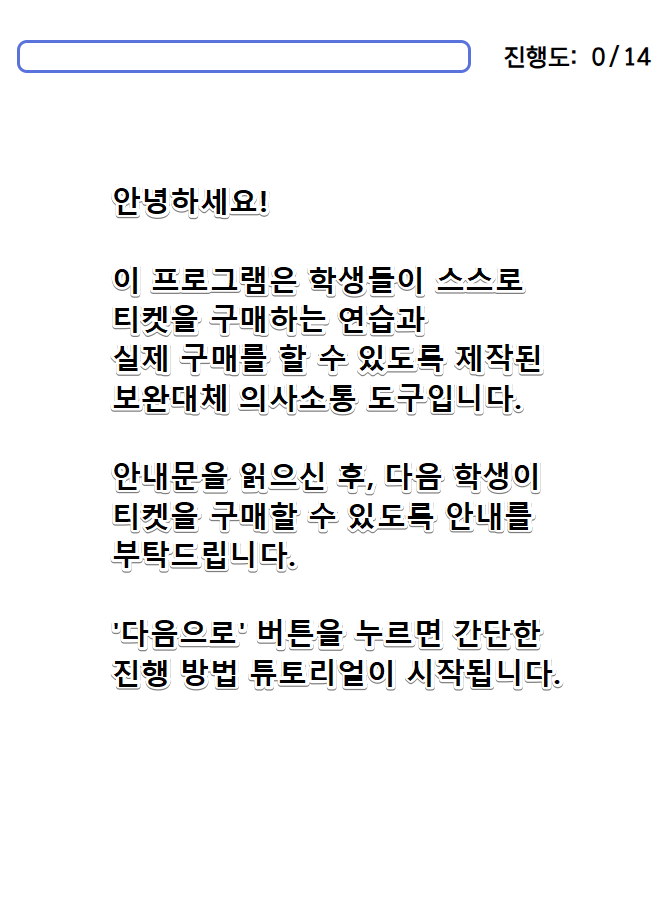 진행도: 0/14
안녕하세요!
이 프로그램은 학생들이 스스로
티켓을 구매하는 연습과
실제 구매를 할 수 있도록 제작된
보완대체 의사소통 도구입니다.
안내문을 읽으신 후, 다음 학생이
티켓을 구매할 수 있도록 안내를
부탁드립니다.
'다음으로' 버튼을 누르면 간단한
진행 방법 튜토리얼이 시작됩니다.